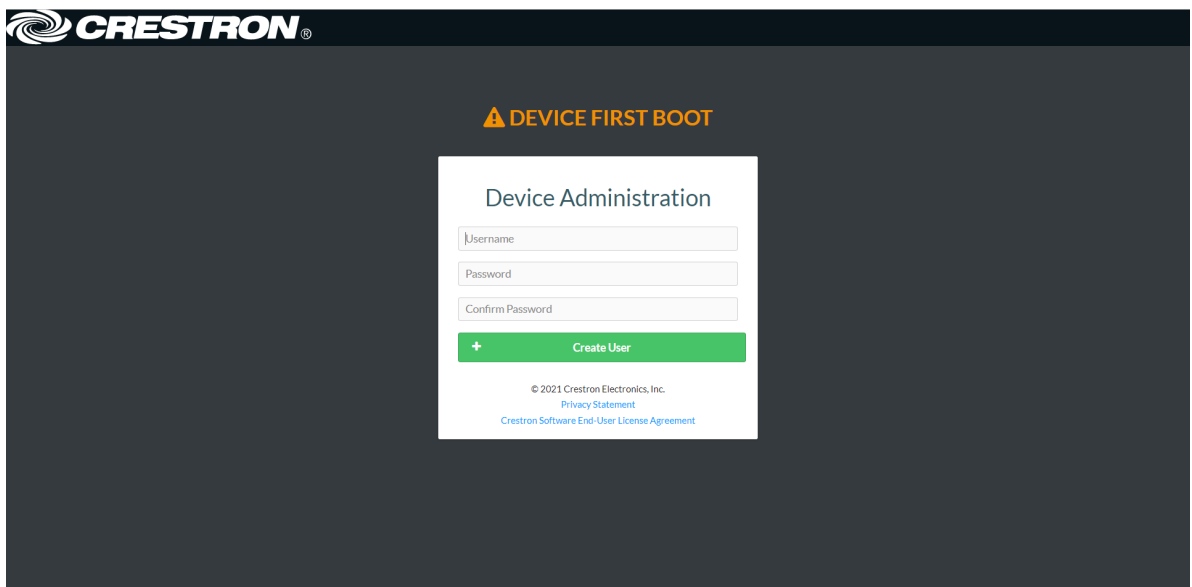 CRESTRON®
DEVICE FIRST BOOT
Device Administration
Username
Password
Confirm Password
+ Create User
© 2021 Crestron Electronics, Inc.
Privacy Statement
Crestron Software End-User License Agreement